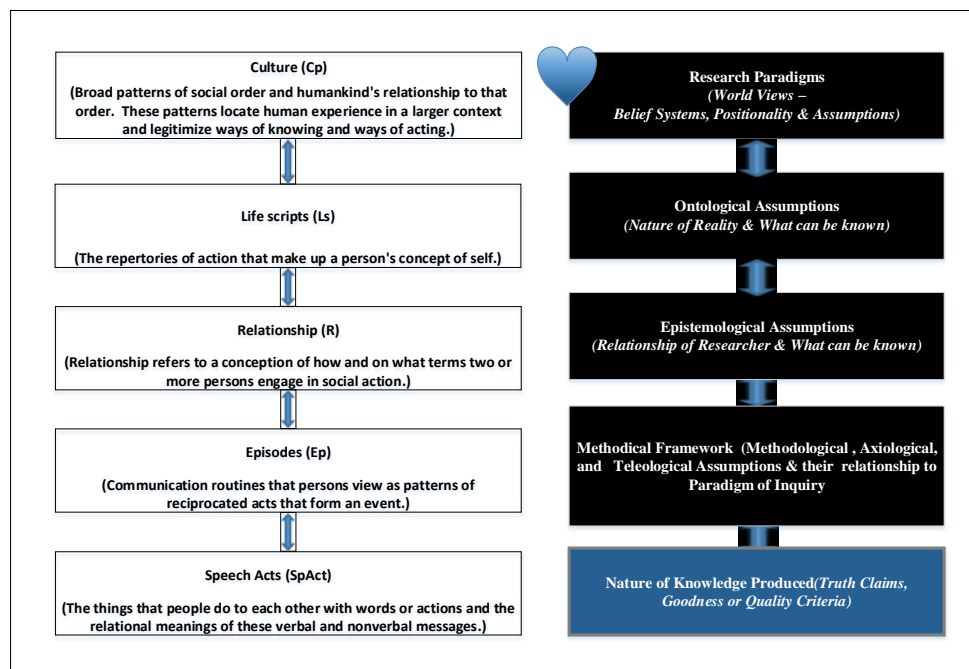 Culture (Cp)
(Broad patterns of social order and humankind's relationship to that
order. These patterns locate human experience in a larger context
and legitimize ways of knowing and ways of acting.)
Life scripts (Ls)
(The repertories of action that make up a person's concept of self.)
Relationship (R)
(Relationship refers to a conception of how and on what terms two or
more persons engage in social action.)
Episodes (Ep)
(Communication routines that persons view as patterns of
reciprocated acts that form an event.)
Speech Acts (SpAct)
(The things that people do to each other with words or actions and the
relational meanings of these verbal and nonverbal messages.)
Research Paradigms
(World Views –
Belief Systems, Positionality & Assumptions)
Ontological Assumptions
(Nature of Reality & What can be known)
Epistemological Assumptions
(Relationship of Researcher & What can be known)
Methodical Framework (Methodological , Axiological,
and Teleological Assumptions & their relationship to
Paradigm of Inquiry
Nature of Knowledge Produced(Truth Claims,
Goodness or Quality Criteria)